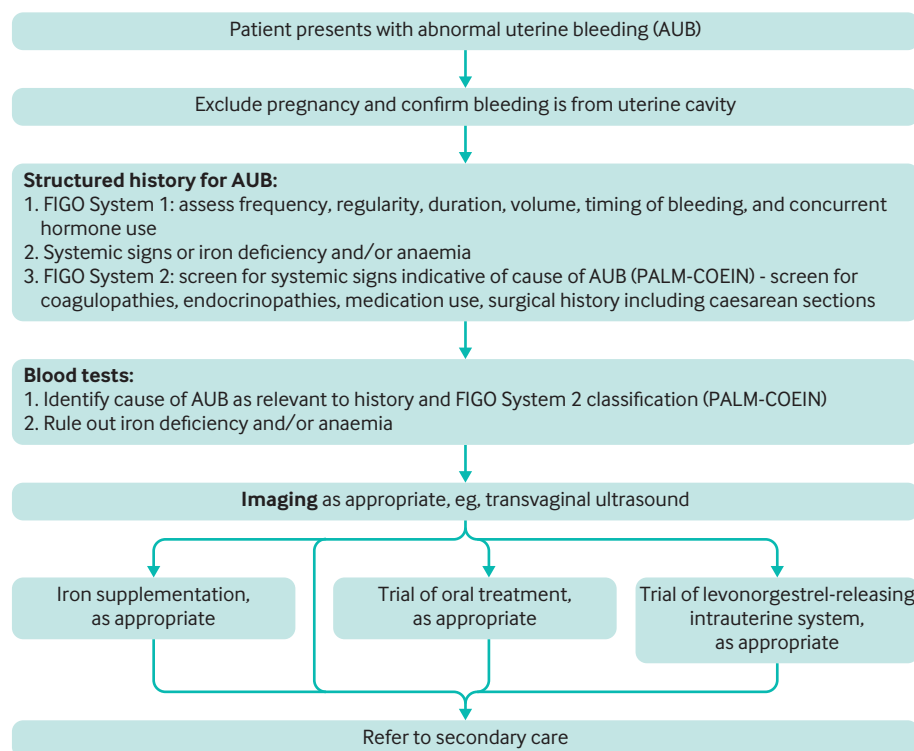 Patient presents with abnormal uterine bleeding (AUB)
Exclude pregnancy and confirm bleeding is from uterine cavity
Structured history for AUB:
1. FIGO System 1: assess frequency, regularity, duration, volume, timing of bleeding, and concurrent
hormone use
2. Systemic signs or iron deficiency and/or anaemia
3. FIGO System 2: screen for systemic signs indicative of cause of AUB (PALM-COEIN) - screen for
coagulopathies, endocrinopathies, medication use, surgical history including caesarean sections
Blood tests:
1. Identify cause of AUB as relevant to history and FIGO System 2 classification (PALM-COEIN)
2. Rule out iron deficiency and/or anaemia
Imaging as appropriate, eg, transvaginal ultrasound
Iron supplementation,
as appropriate
Trial of oral treatment,
as appropriate
Trial of levonorgestrel-releasing
intrauterine system,
as appropriate
Refer to secondary care